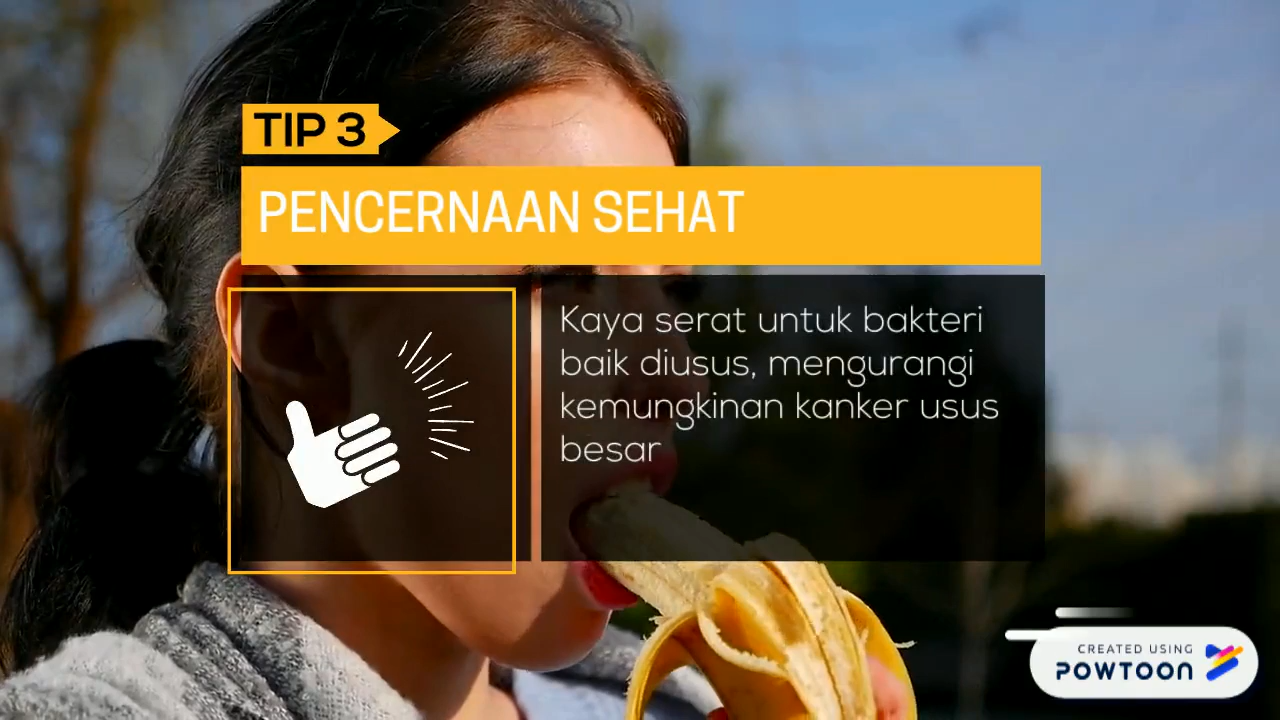 TIP 3
PENCERNAAN SEHAT
Kaya serat untuk bakteri
baik diusus, mengurangi
kemungkinan kanker usus
besar
CREATED USING
POWTOON